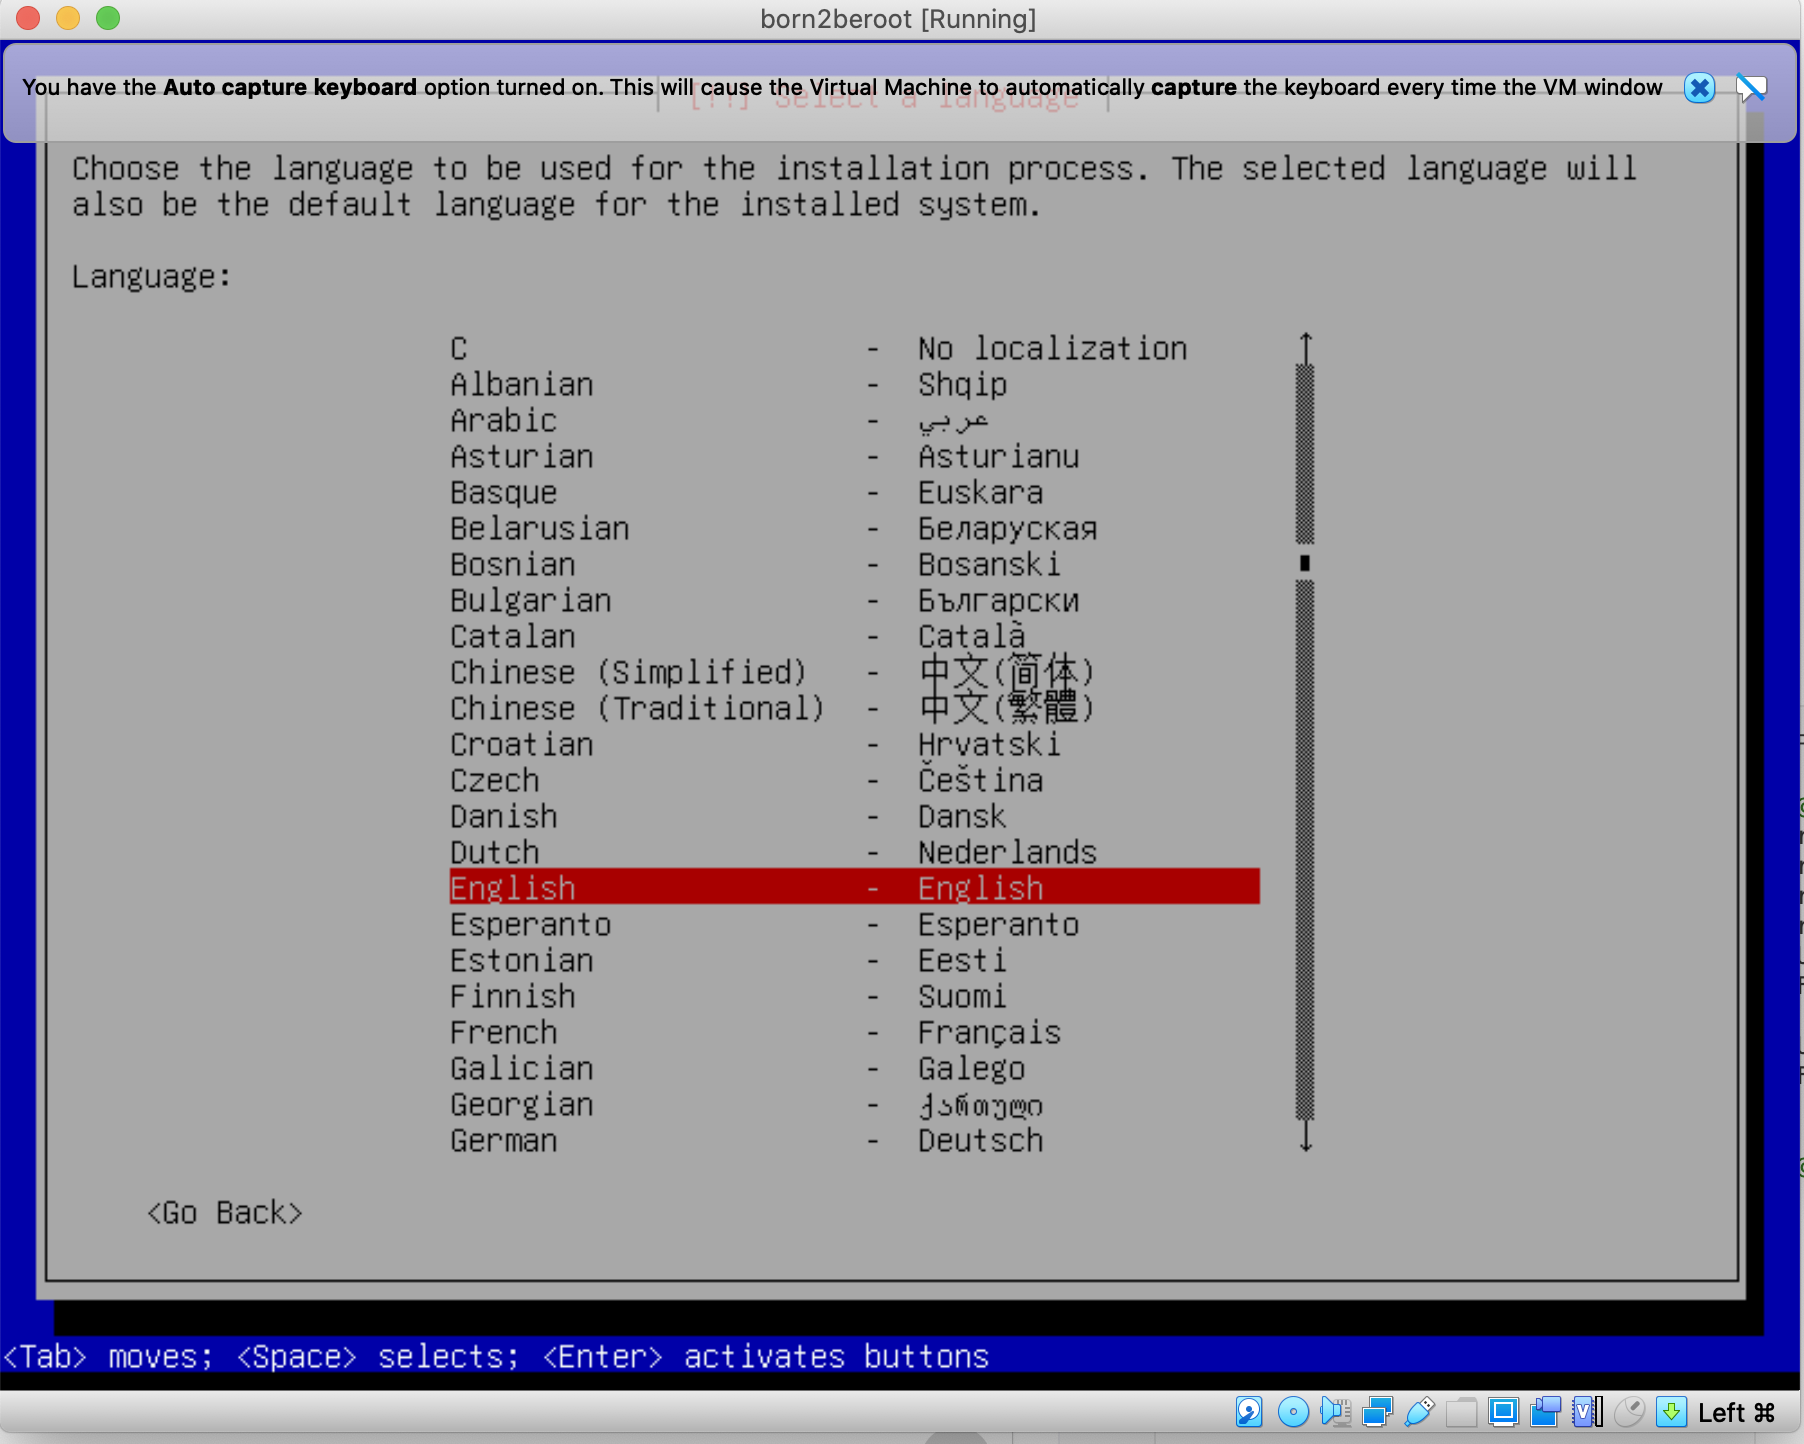 born2beroot [Running]
You have the Auto capture keyboard option turned on. This will cause the Virtual Machine to automatically capture the keyboard every time the VM window
[!!] Select a language
Choose the language to be used for the installation process. The selected language will
also be the default language for the installed system.
Language:
C - No localization
Albanian - Shqip
Arabic - عربي
Asturian - Asturianu
Basque - Euskara
Belarusian - Беларуская
Bosnian - Bosanski
Bulgarian - Български
Catalan - Català
Chinese (Simplified) - 中文(简体)
Chinese (Traditional) - 中文(繁體)
Croatian - Hrvatski
Czech - Čeština
Danish - Dansk
Dutch - Nederlands
English - English
Esperanto - Esperanto
Estonian - Eesti
Finnish - Suomi
French - Français
Galician - Galego
Georgian - ქართული
German - Deutsch
<Go Back>
<Tab> moves; <Space> selects; <Enter> activates buttons
Left ⌘